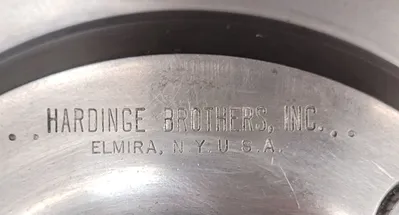 HARDINGE BROTHERS, INC.
ELMIRA, N.Y. U.S.A.